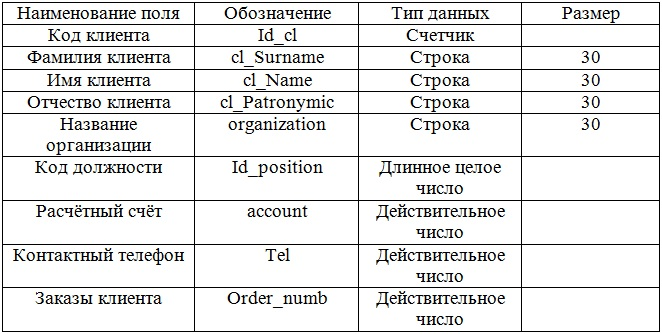 Наименование поля Обозначение Тип данных Размер
Код клиента Id_cl Счетчик
Фамилия клиента cl_Surname Строка 30
Имя клиента cl_Name Строка 30
Отчество клиента cl_Patronymic Строка 30
Название organization Строка 30
организации
Код должности Id_position Длинное целое
число
Расчётный счёт account Действительное
число
Контактный телефон Tel Действительное
число
Заказы клиента Order_numb Действительное
число